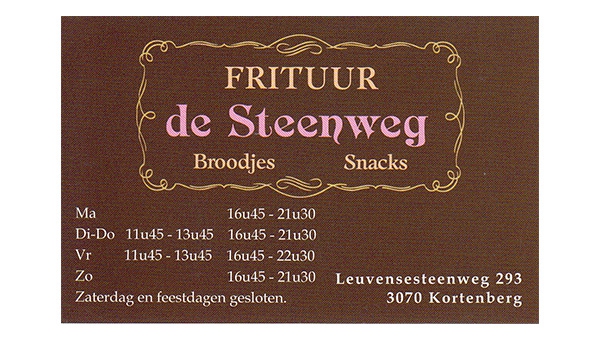 FRITUUR
de Steenweg
Broodjes Snacks
Ma 16u45 - 21u30
Di-Do 11u45 - 13u45 16u45 - 21u30
Vr 11u45 - 13u45 16u45 - 22u30
Zo 16u45 - 21u30
Zaterdag en feestdagen gesloten.
Leuvensesteenweg 293
3070 Kortenberg